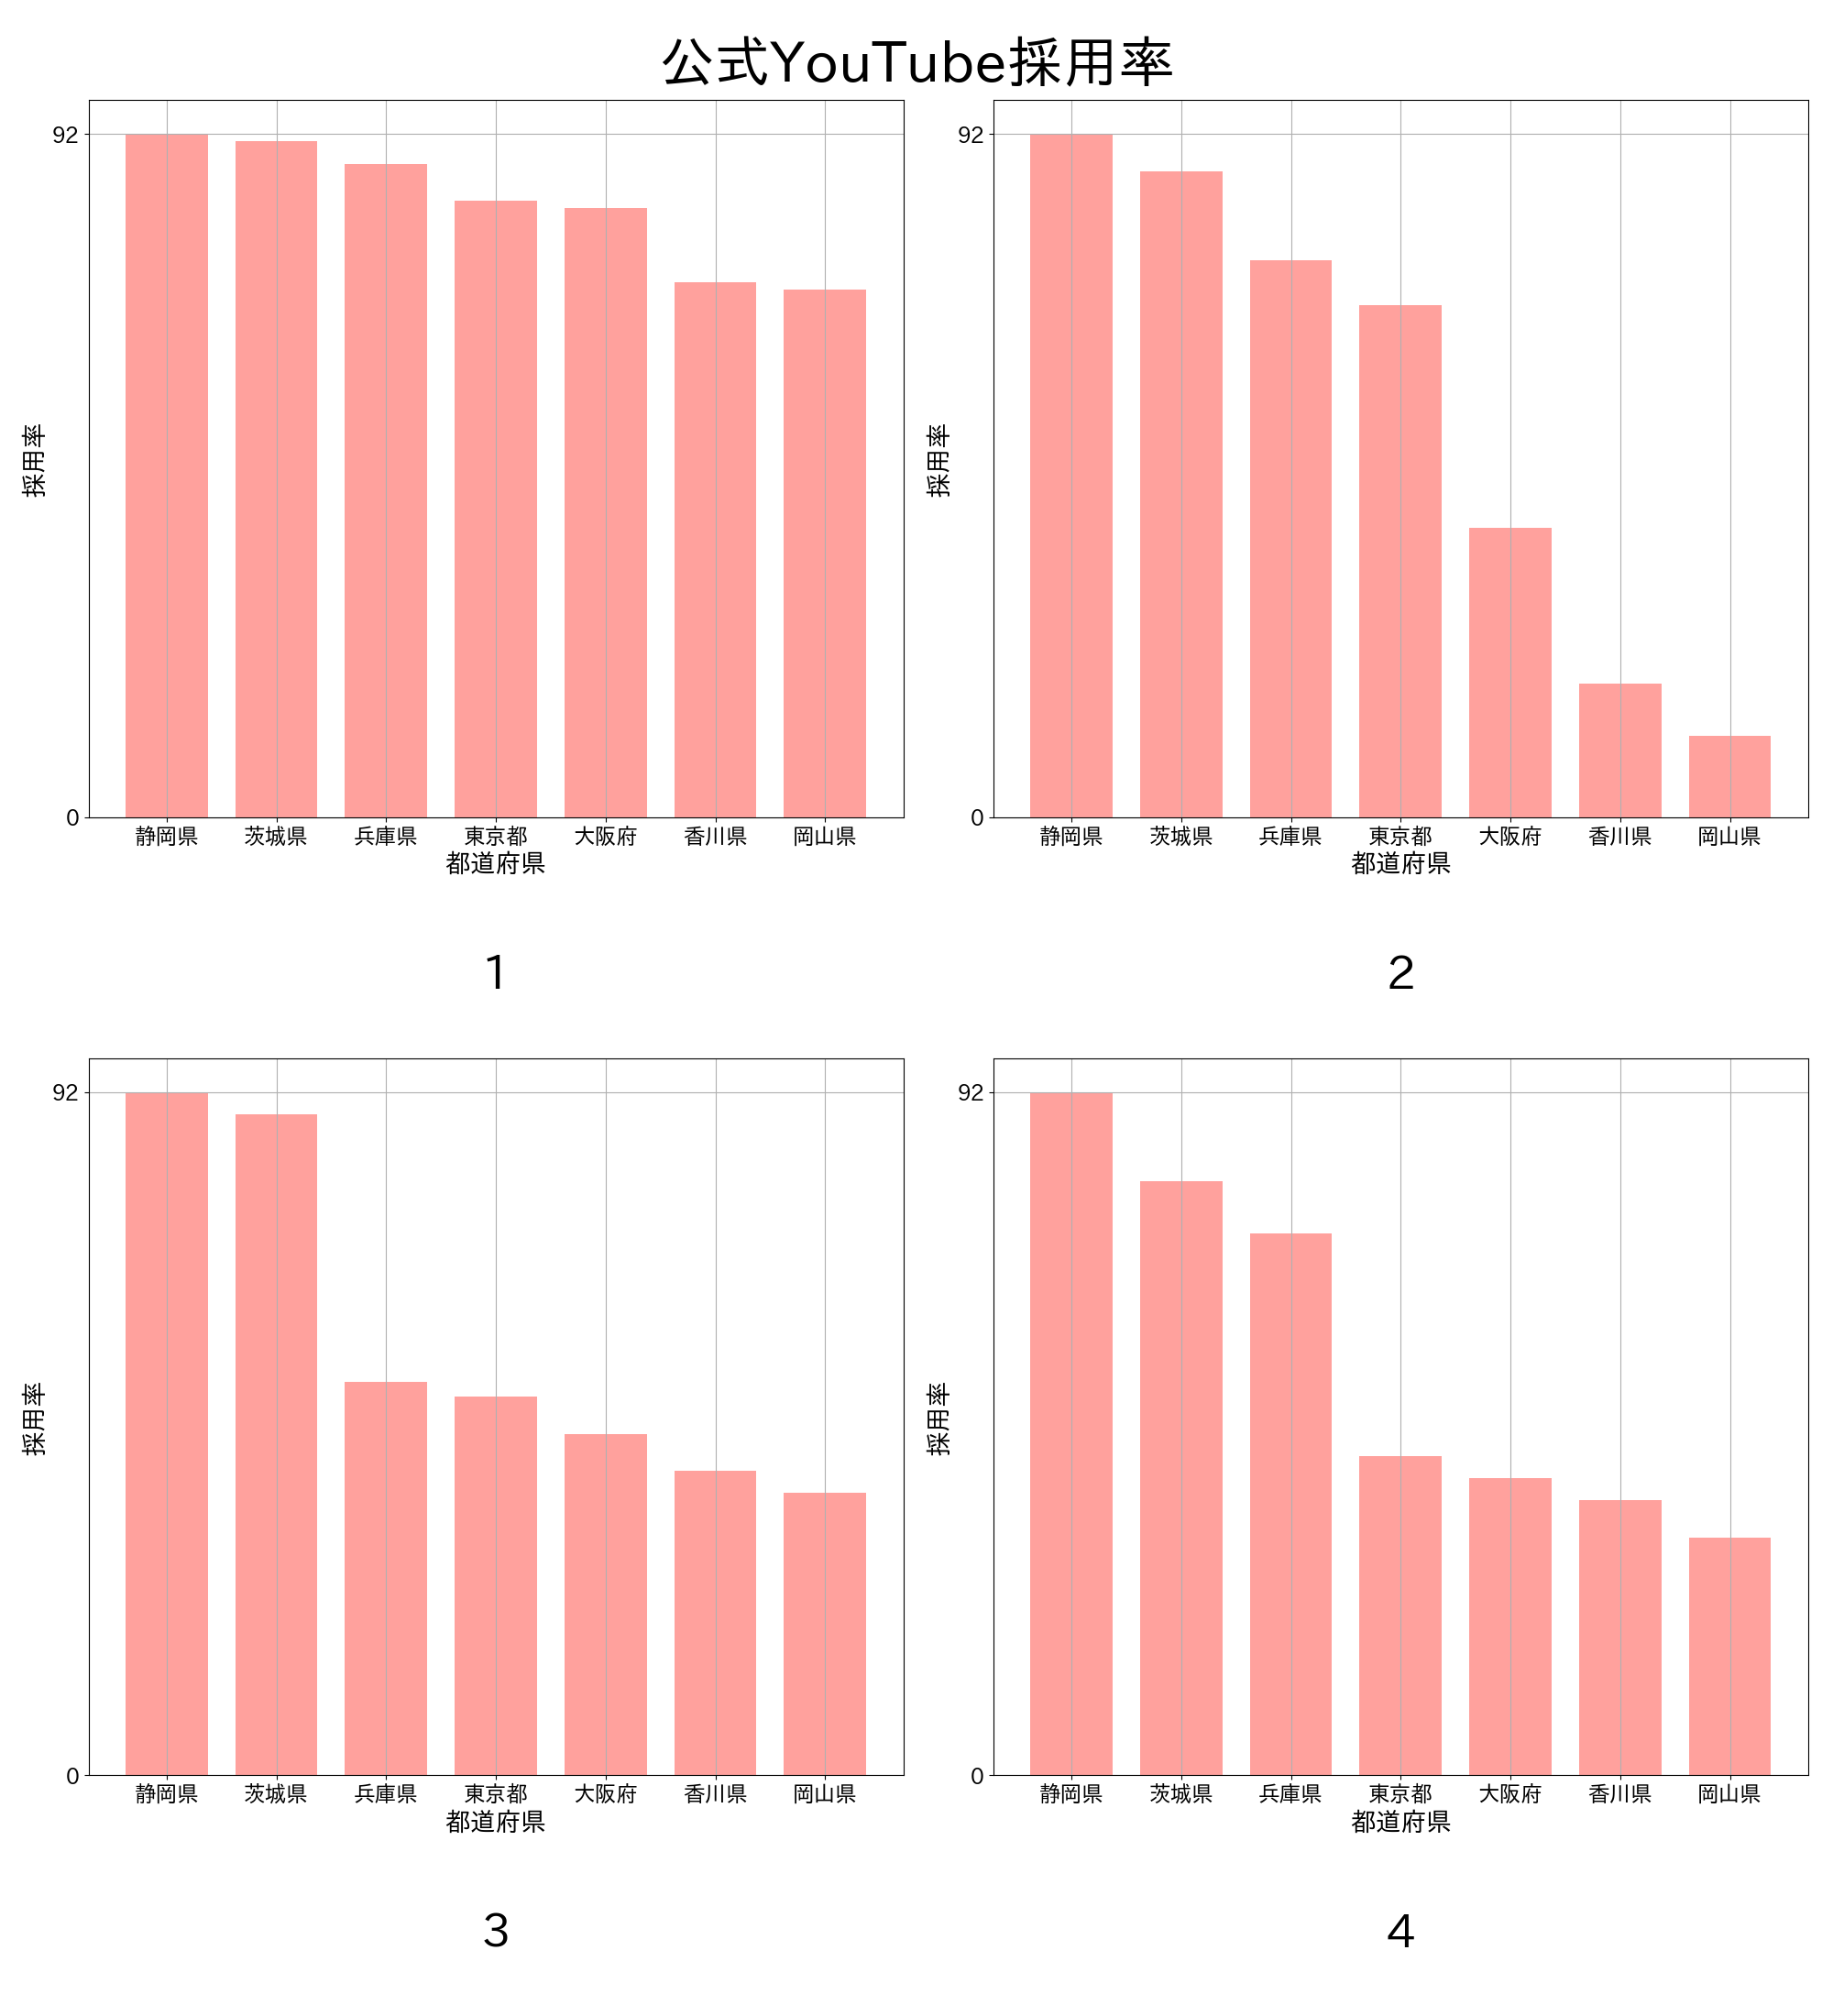 公式YouTube採用率
92
採用率
0
静岡県 茨城県 兵庫県 東京都 大阪府 香川県 岡山県
都道府県
1
92
採用率
0
静岡県 茨城県 兵庫県 東京都 大阪府 香川県 岡山県
都道府県
2
92
採用率
0
静岡県 茨城県 兵庫県 東京都 大阪府 香川県 岡山県
都道府県
3
92
採用率
0
静岡県 茨城県 兵庫県 東京都 大阪府 香川県 岡山県
都道府県
4